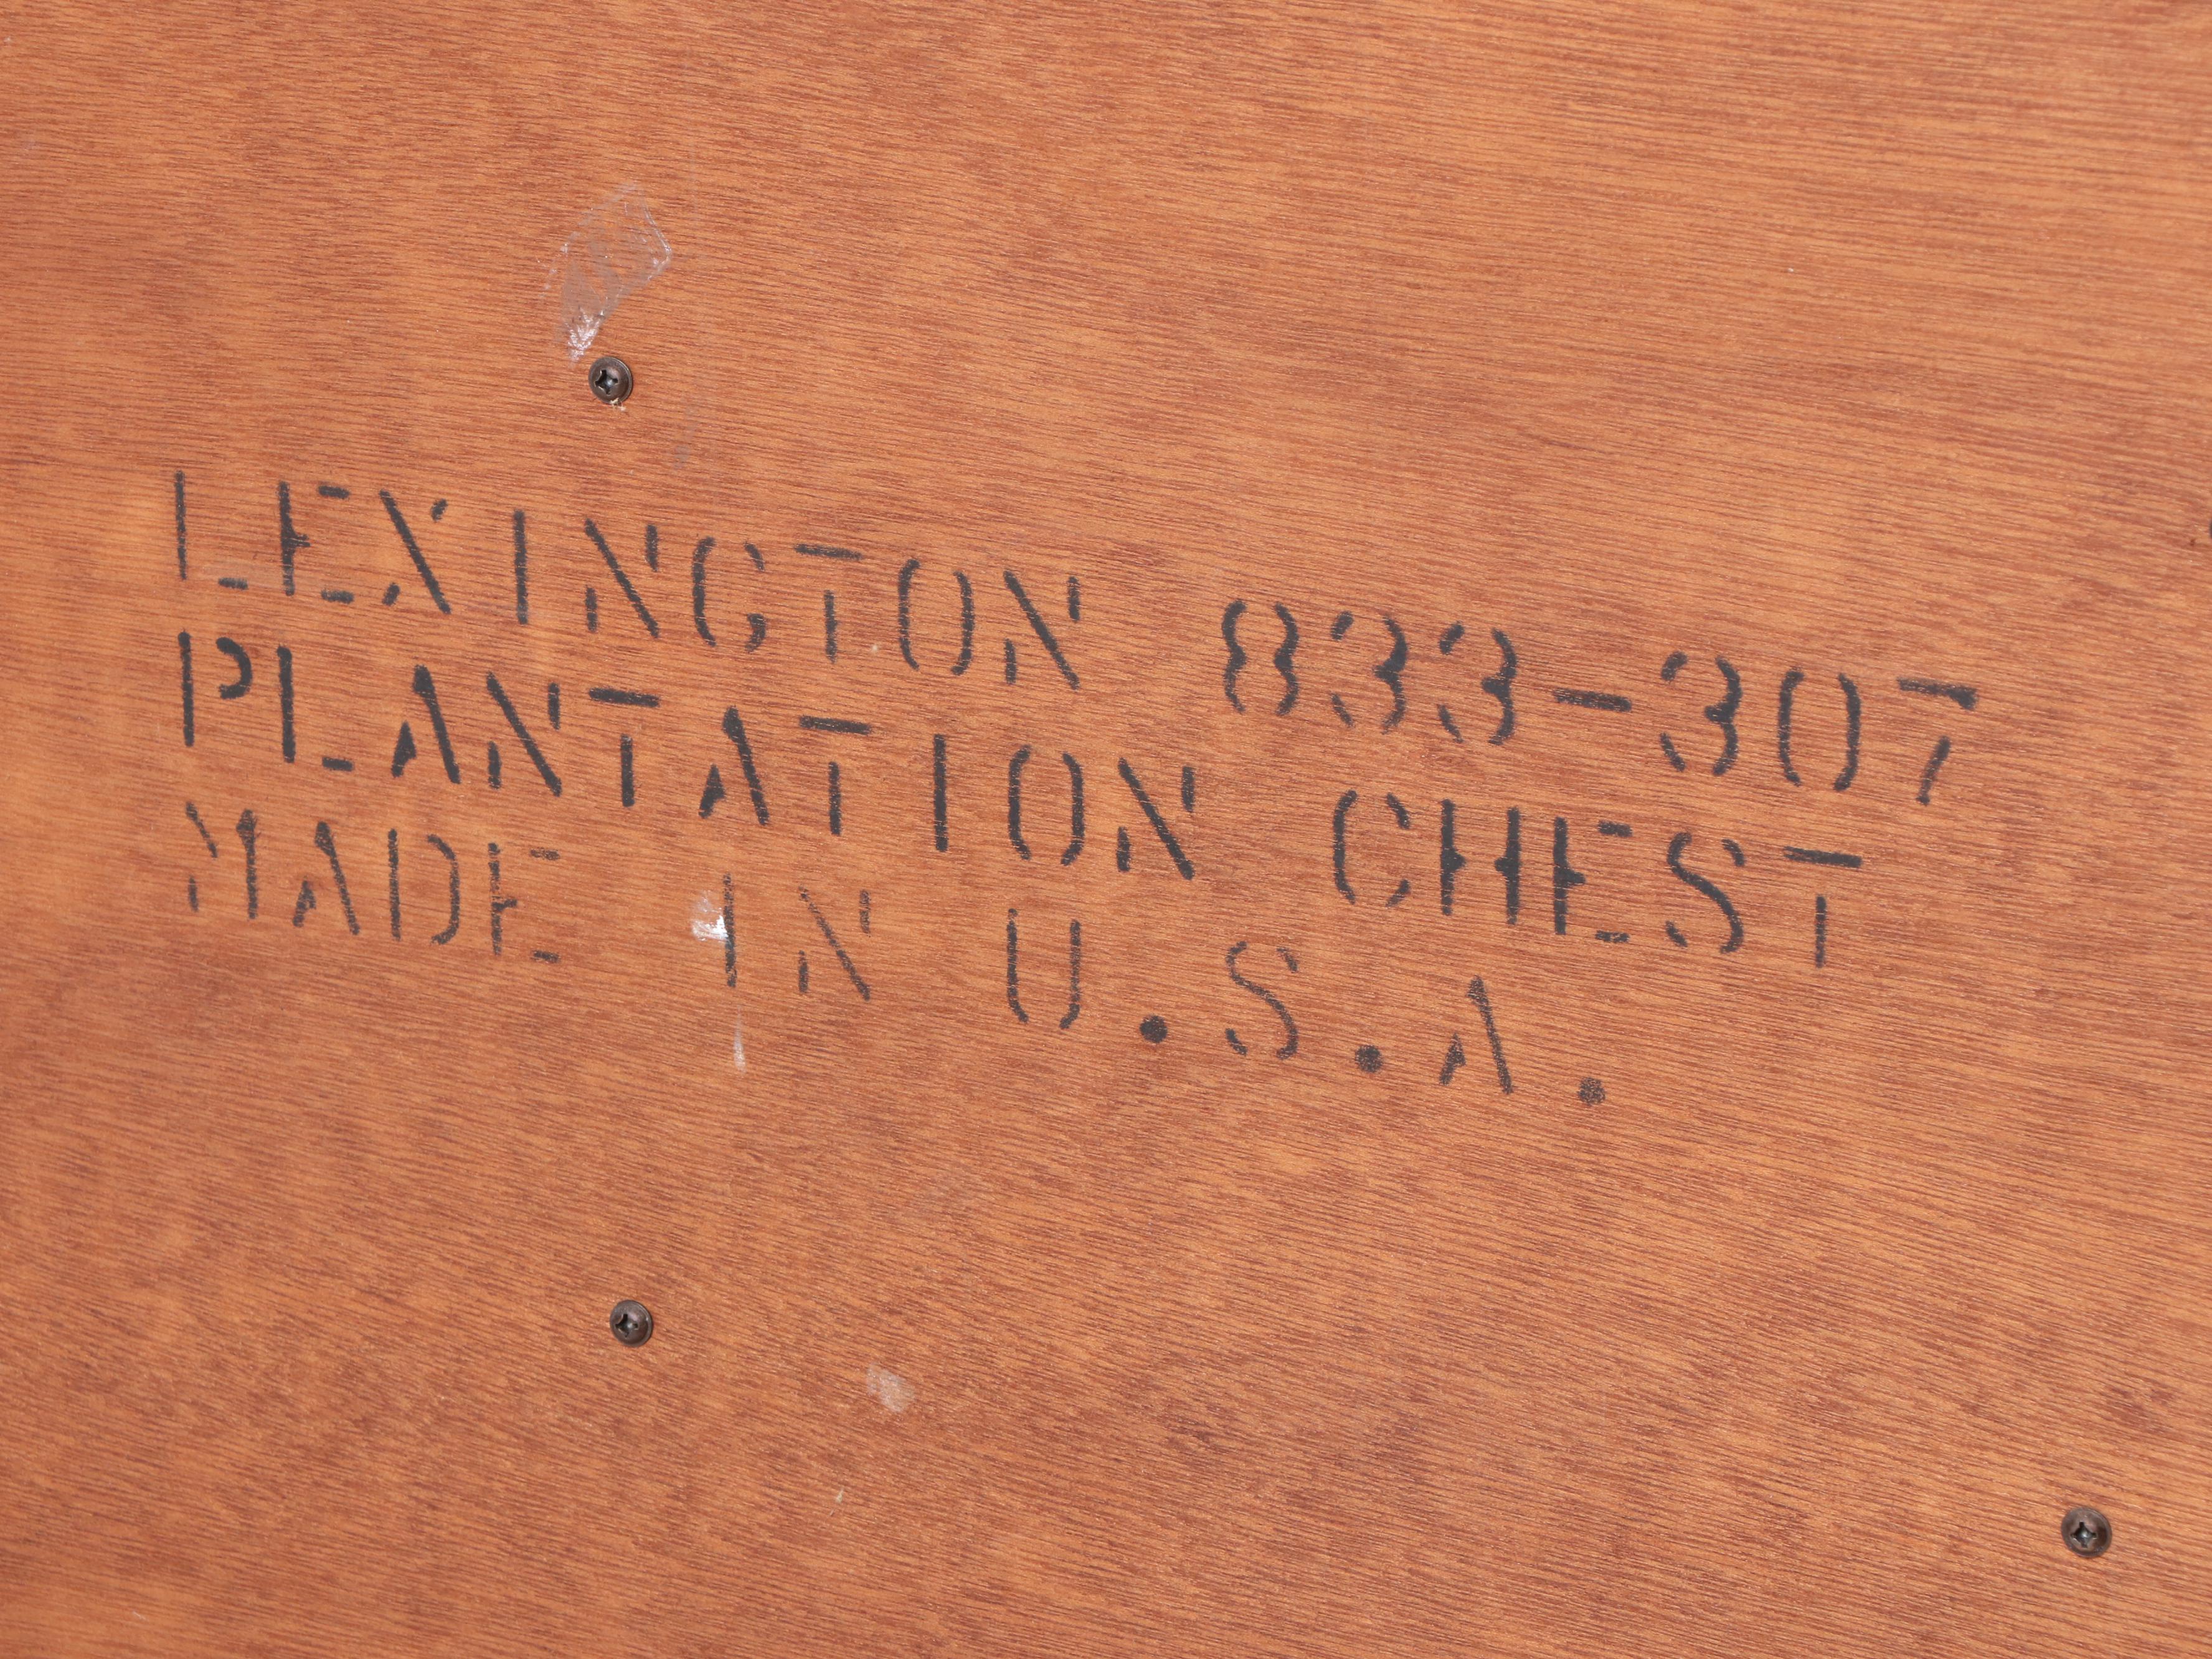 LEXINGTON 833-307
PLANTATION CHEST
MADE IN U.S.A.